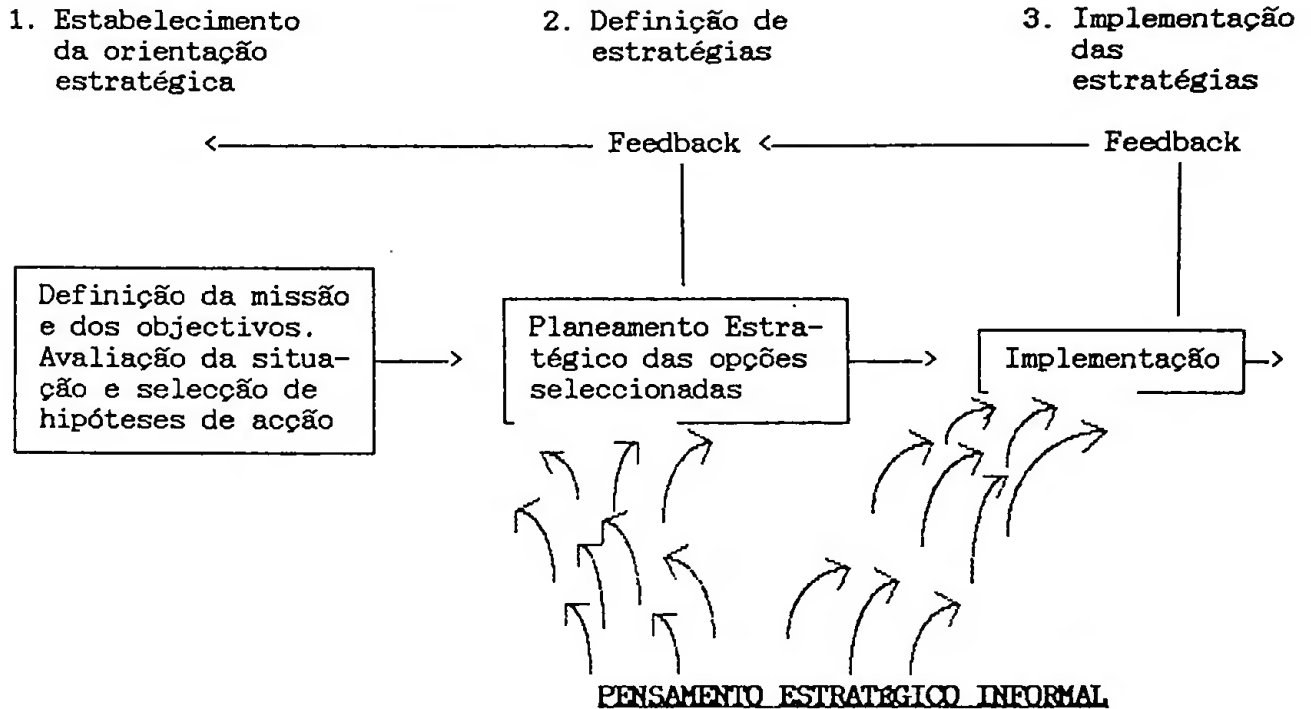 1. Estabelecimento
da orientação
estratégica
2. Definição de
estratégias
3. Implementação
das
estratégias
Feedback
Feedback
Definição da missão
e dos objectivos.
Avaliação da situa-
ção e selecção de
hipóteses de acção
Planeamento Estra-
tégico das opções
seleccionadas
Implementação
PENSAMENTO ESTRATÉGICO INFORMAL